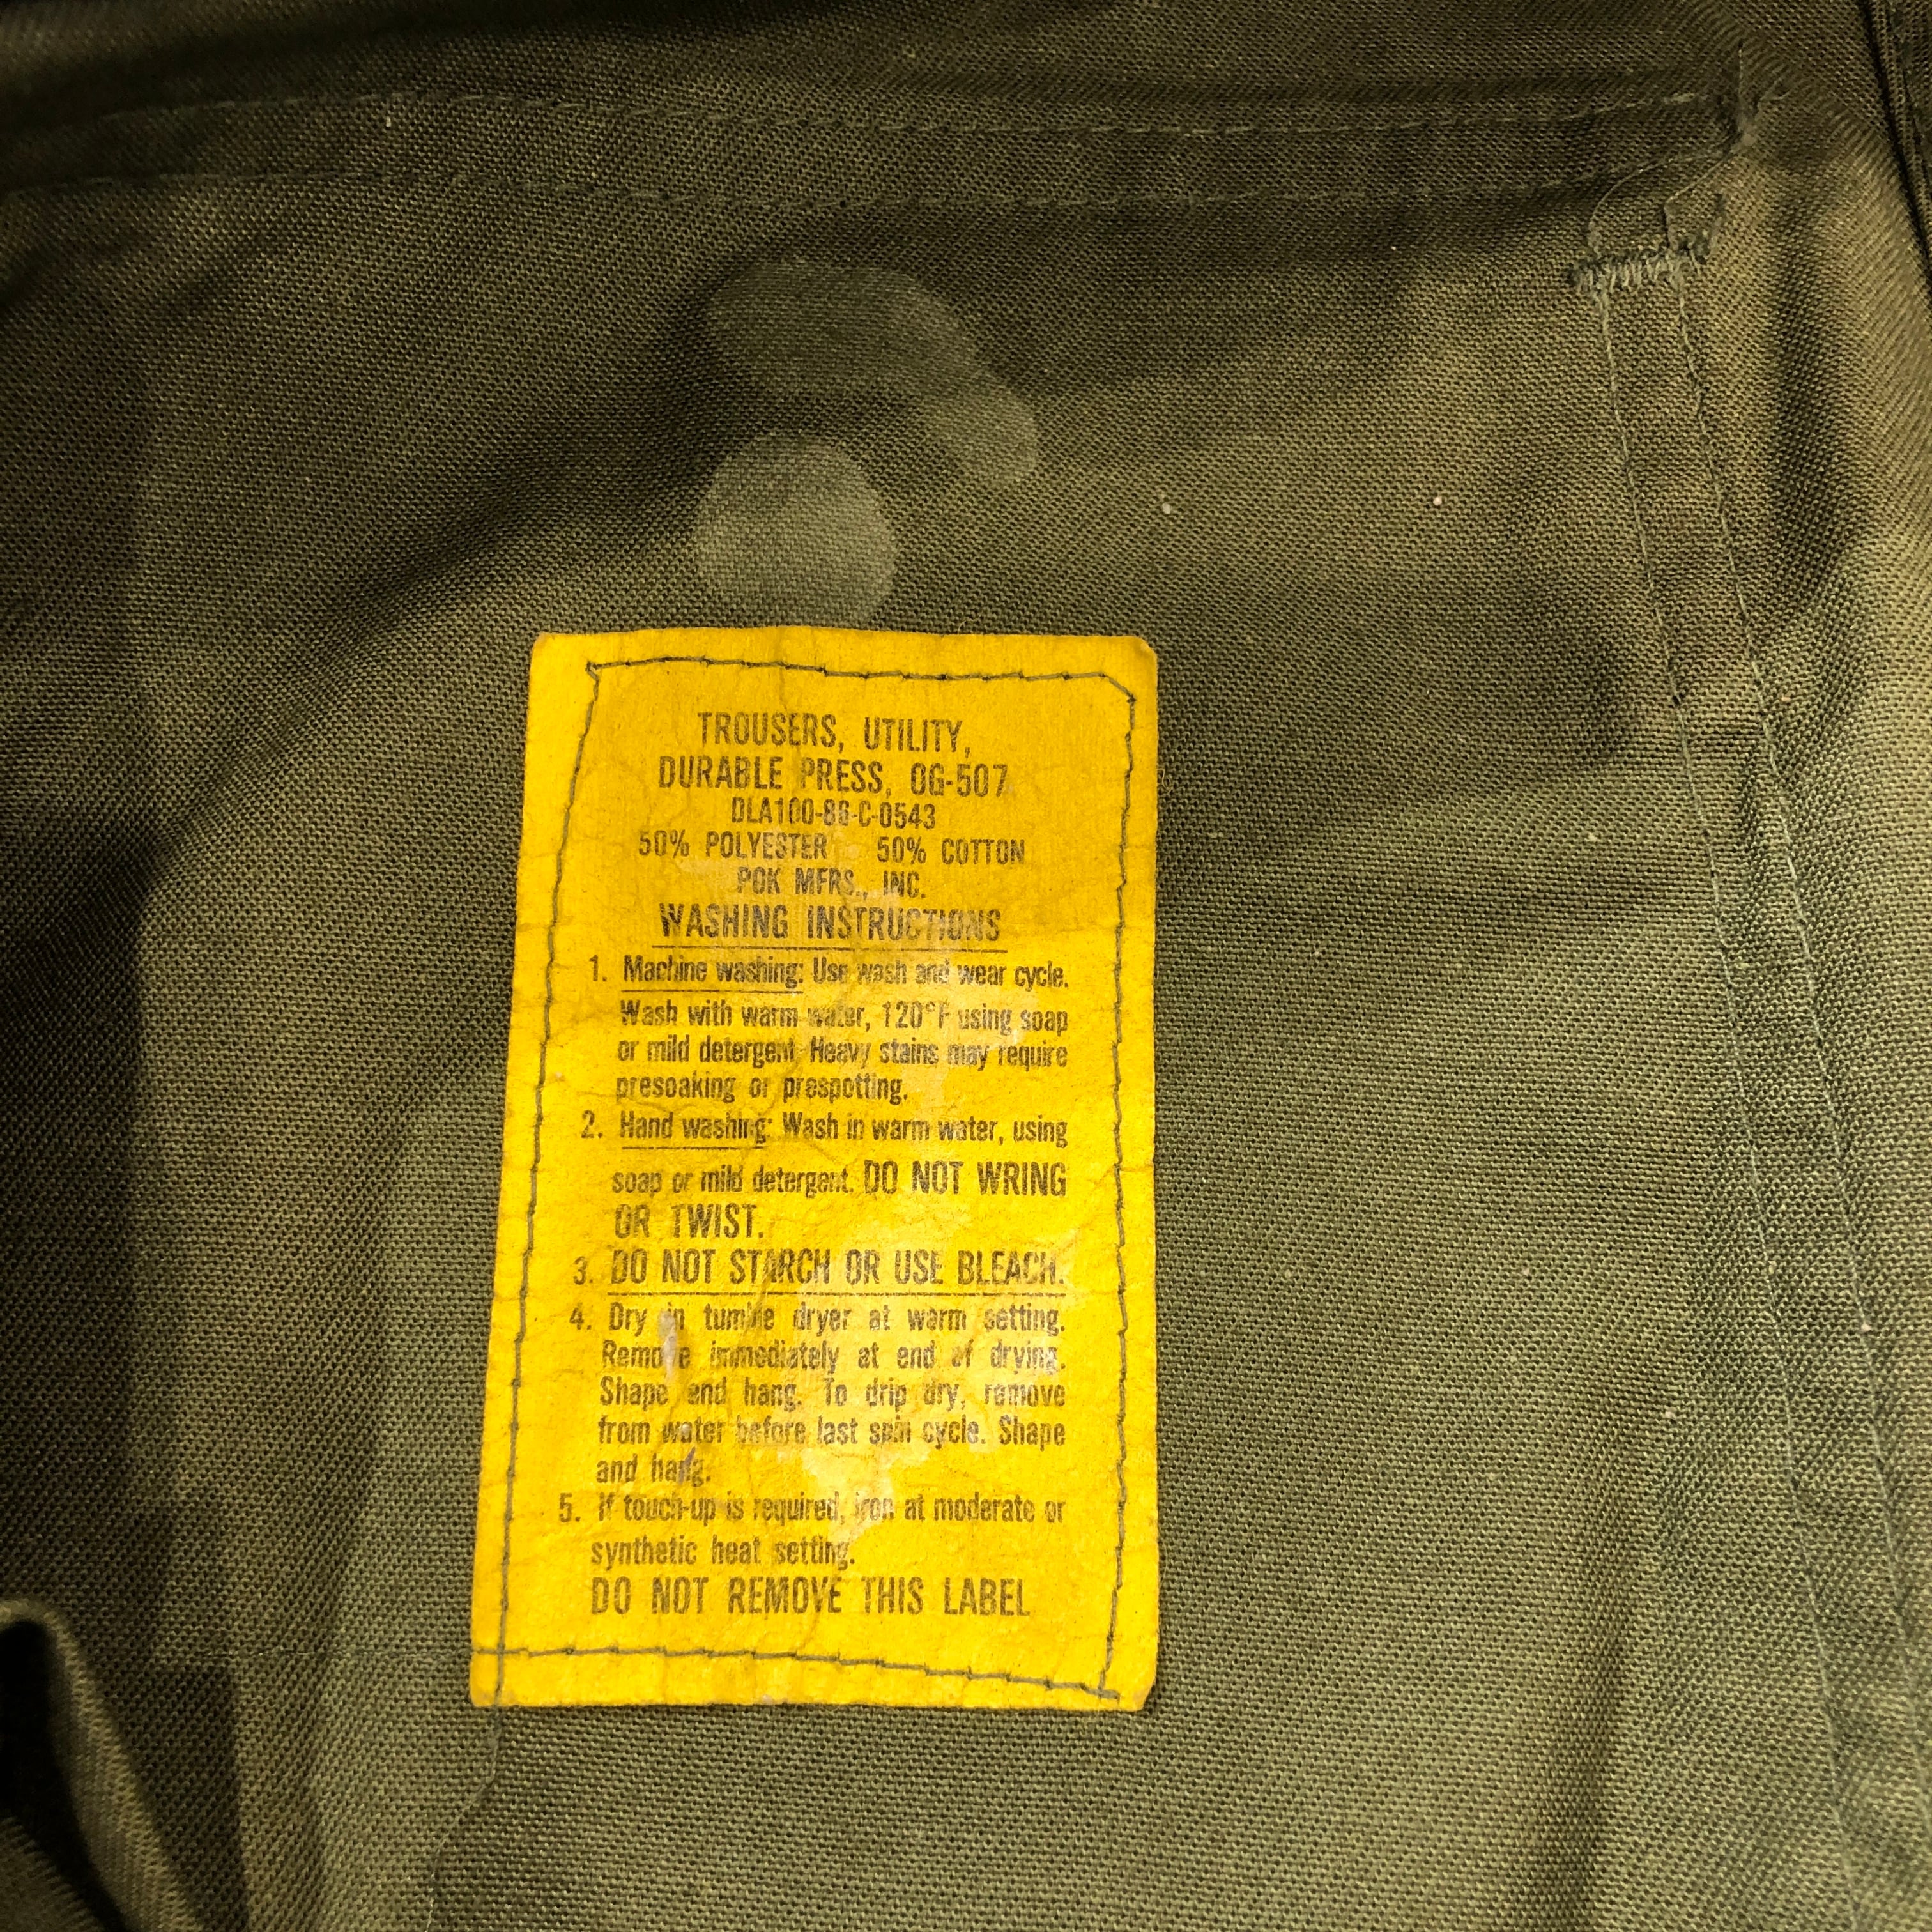 TROUSERS, UTILITY,
DURABLE PRESS, OG-507
DLA100-86-C-0543
50% POLYESTER 50% COTTON
POK MFRS., INC.
WASHING INSTRUCTIONS
1. Machine washing: Use wash and wear cycle.
Wash with warm water, 120°F using soap
or mild detergent. Heavy stains may require
presoaking or prespotting.
2. Hand washing: Wash in warm water, using
soap or mild detergent. DO NOT WRING
OR TWIST.
3. DO NOT STARCH OR USE BLEACH.
4. Dry in tumble dryer at warm setting.
Remove immediately at end of drying.
Shape and hang. To drip dry, remove
from water before last spin cycle. Shape
and hang.
5. If touch-up is required, iron at moderate or
synthetic heat setting.
DO NOT REMOVE THIS LABEL